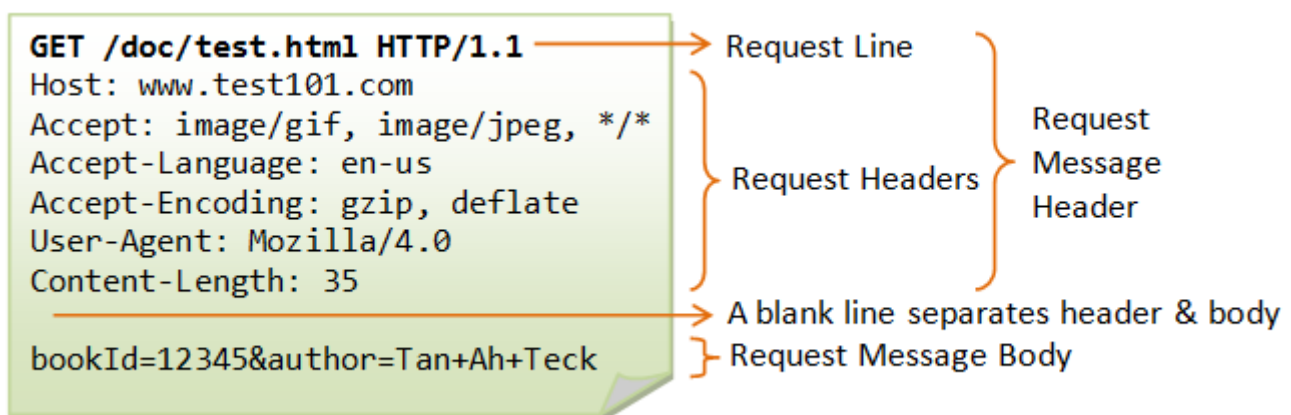 GET /doc/test.html HTTP/1.1
Request Line
Host: www.test101.com
Accept: image/gif, image/jpeg, */*
Accept-Language: en-us
Accept-Encoding: gzip, deflate
User-Agent: Mozilla/4.0
Content-Length: 35
Request Headers
Request
Message
Header
A blank line separates header & body
bookId=12345&author=Tan+Ah+Teck
Request Message Body